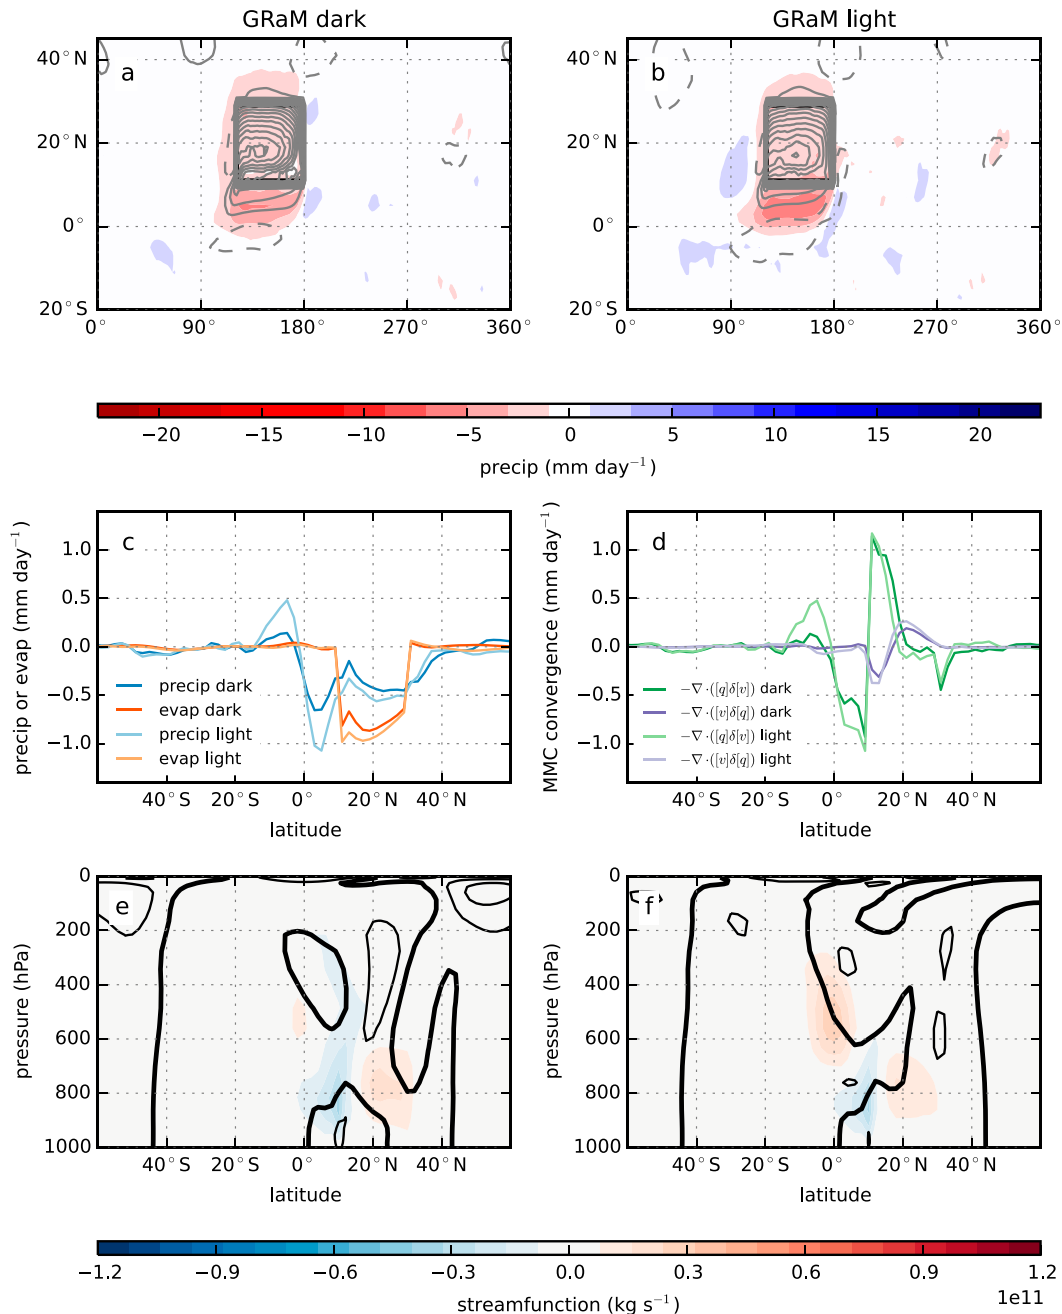 GRaM dark
GRaM light
a
40°N
20°N
0°
20°S
0° 90° 180° 270° 360°
b
40°N
20°N
0°
20°S
0° 90° 180° 270° 360°
−20 −15 −10 −5 0 5 10 15 20
precip (mm day⁻¹)
c
precip or evap (mm day⁻¹)
1.0
0.5
0.0
−0.5
−1.0
precip dark
evap dark
precip light
evap light
40°S 20°S 0° 20°N 40°N
latitude
d
MMC convergence (mm day⁻¹)
1.0
0.5
0.0
−0.5
−1.0
−∇·([q]δ[v]) dark
−∇·([v]δ[q]) dark
−∇·([q]δ[v]) light
−∇·([v]δ[q]) light
40°S 20°S 0° 20°N 40°N
latitude
e
pressure (hPa)
0
200
400
600
800
1000
40°S 20°S 0° 20°N 40°N
latitude
f
pressure (hPa)
0
200
400
600
800
1000
40°S 20°S 0° 20°N 40°N
latitude
−1.2 −0.9 −0.6 −0.3 0.0 0.3 0.6 0.9 1.2
1e11
streamfunction (kg s⁻¹)